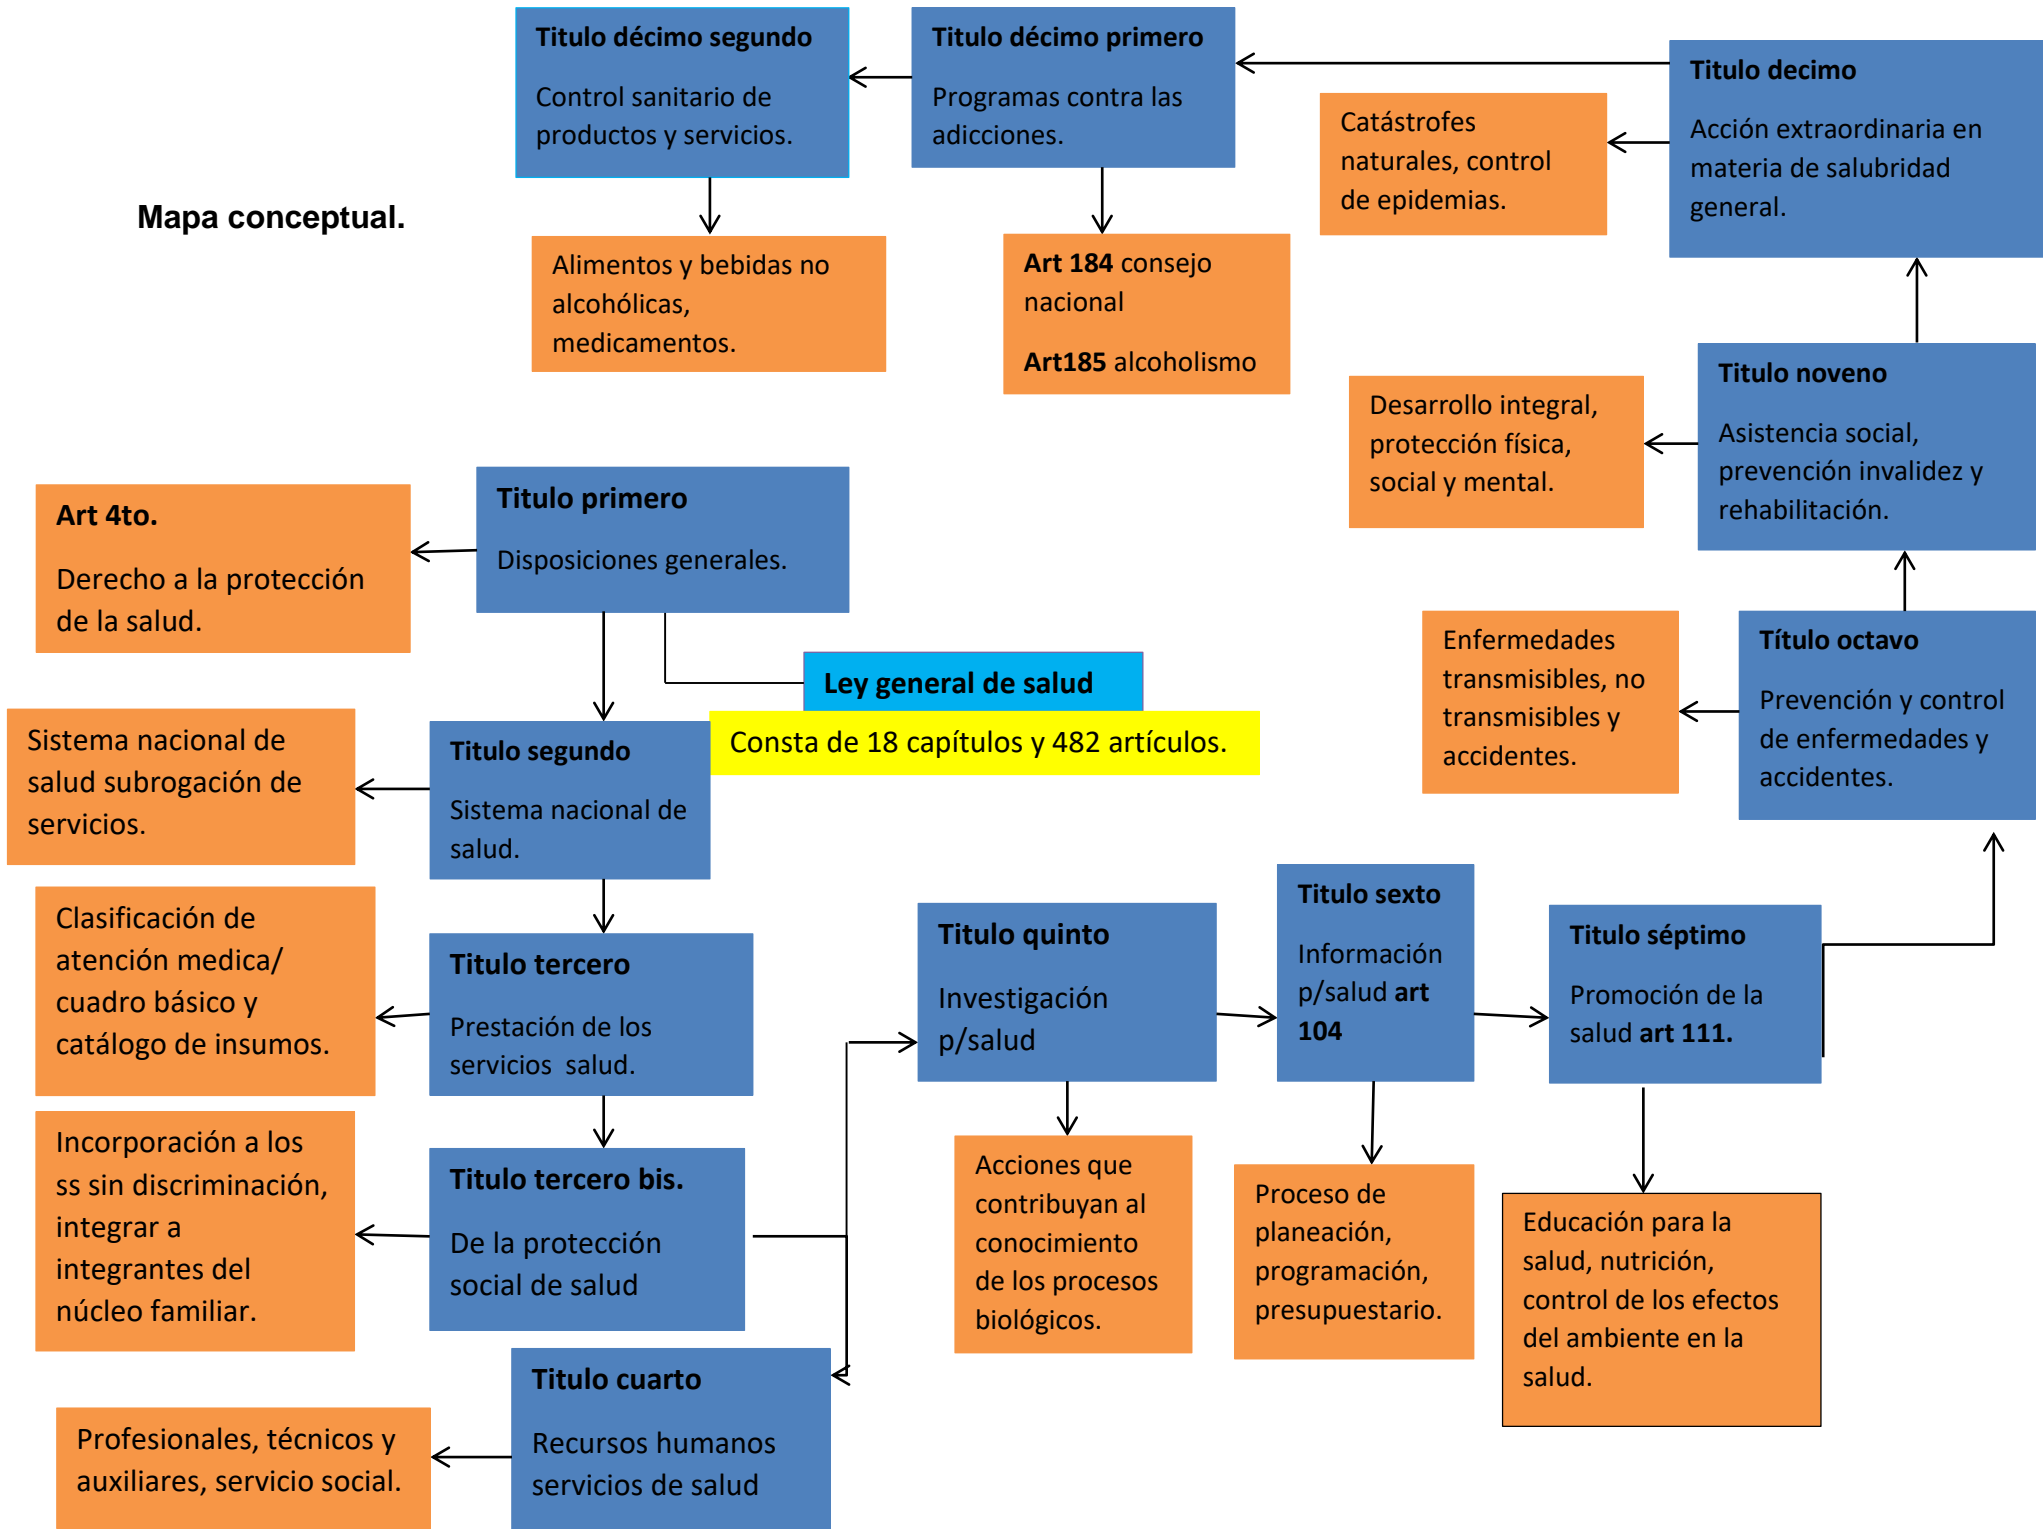 Mapa conceptual.
Titulo décimo segundo
Control sanitario de
productos y servicios.
Titulo décimo primero
Programas contra las
adicciones.
Titulo decimo
Acción extraordinaria en
materia de salubridad
general.
Catástrofes
naturales, control
de epidemias.
Alimentos y bebidas no
alcohólicas,
medicamentos.
Art 184 consejo
nacional
Art185 alcoholismo
Titulo noveno
Asistencia social,
prevención invalidez y
rehabilitación.
Desarrollo integral,
protección física,
social y mental.
Titulo primero
Disposiciones generales.
Art 4to.
Derecho a la protección
de la salud.
Ley general de salud
Consta de 18 capítulos y 482 artículos.
Título octavo
Prevención y control
de enfermedades y
accidentes.
Enfermedades
transmisibles, no
transmisibles y
accidentes.
Titulo segundo
Sistema nacional de
salud.
Sistema nacional de
salud subrogación de
servicios.
Titulo tercero
Prestación de los
servicios  salud.
Clasificación de
atención medica/
cuadro básico y
catálogo de insumos.
Titulo tercero bis.
De la protección
social de salud
Incorporación a los
ss sin discriminación,
integrar a
integrantes del
núcleo familiar.
Titulo cuarto
Recursos humanos
servicios de salud
Profesionales, técnicos y
auxiliares, servicio social.
Titulo quinto
Investigación
p/salud
Acciones que
contribuyan al
conocimiento
de los procesos
biológicos.
Titulo sexto
Información
p/salud art
104
Proceso de
planeación,
programación,
presupuestario.
Titulo séptimo
Promoción de la
salud art 111.
Educación para la
salud, nutrición,
control de los efectos
del ambiente en la
salud.